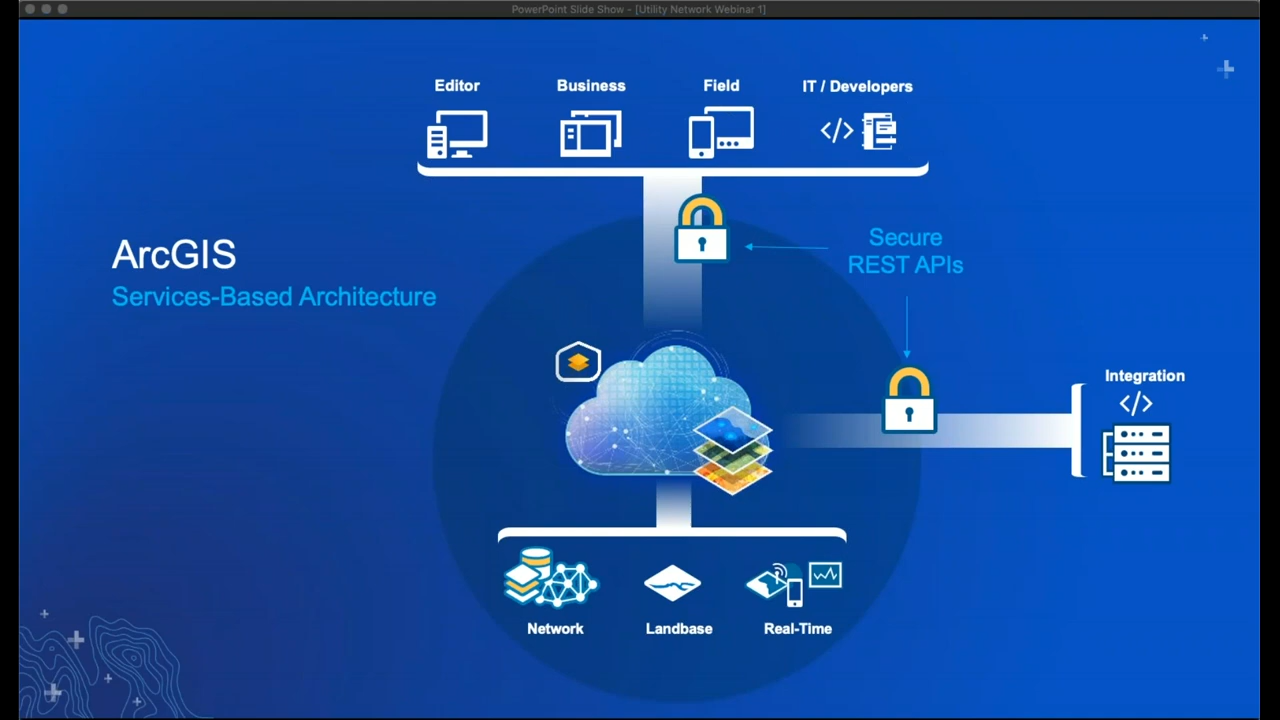 PowerPoint Slide Show - [Utility Network Webinar 1]
Editor
Business
Field
IT / Developers
</>
ArcGIS
Services-Based Architecture
Secure
REST APIs
Integration
</>
Network
Landbase
Real-Time